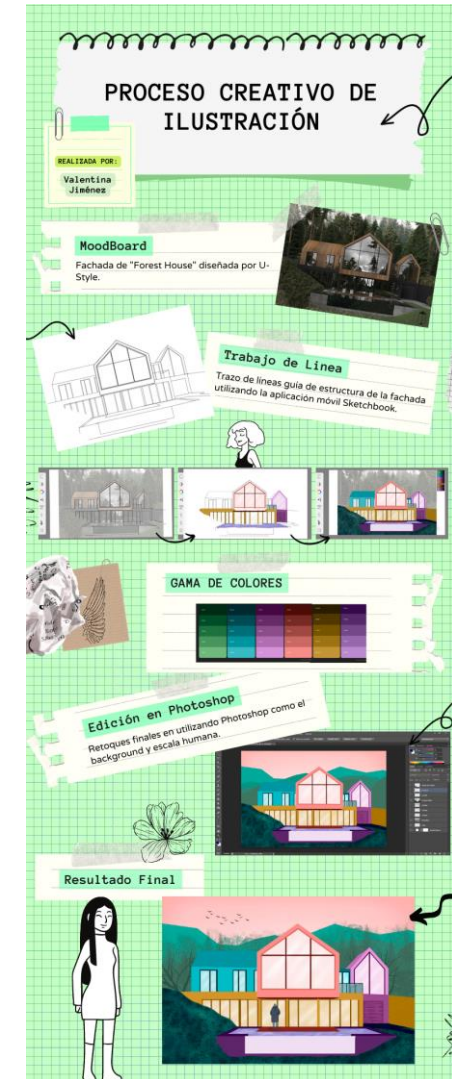 PROCESO CREATIVO DE
ILUSTRACIÓN
REALIZADA POR:
Valentina
Jiménez
MoodBoard
Fachada de "Forest House" diseñada por U-
Style.
Trabajo de Linea
Trazo de líneas guía de estructura de la fachada
utilizando la aplicación móvil Sketchbook.
GAMA DE COLORES
Edición en Photoshop
Retoques finales en utilizando Photoshop como el
background y escala humana.
Resultado Final